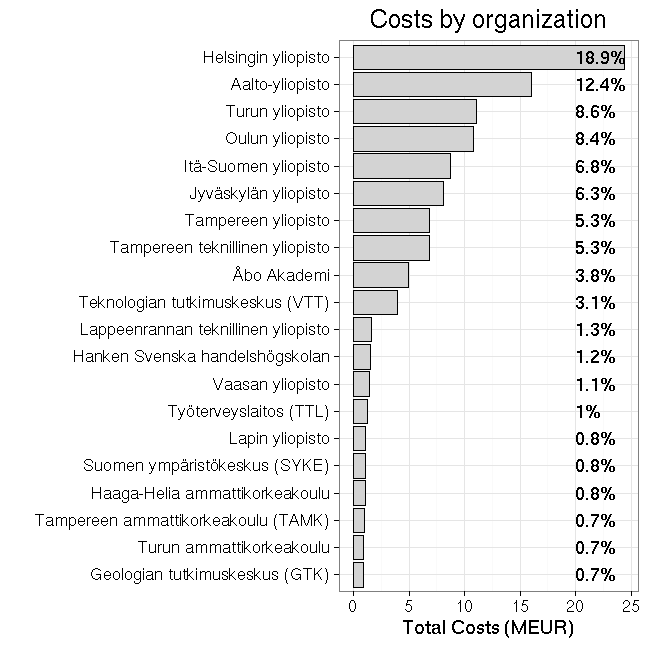 Costs by organization
Helsingin yliopisto 18.9%
Aalto-yliopisto 12.4%
Turun yliopisto 8.6%
Oulun yliopisto 8.4%
Itä-Suomen yliopisto 6.8%
Jyväskylän yliopisto 6.3%
Tampereen yliopisto 5.3%
Tampereen teknillinen yliopisto 5.3%
Åbo Akademi 3.8%
Teknologian tutkimuskeskus (VTT) 3.1%
Lappeenrannan teknillinen yliopisto 1.3%
Hanken Svenska handelshögskolan 1.2%
Vaasan yliopisto 1.1%
Työterveyslaitos (TTL) 1%
Lapin yliopisto 0.8%
Suomen ympäristökeskus (SYKE) 0.8%
Haaga-Helia ammattikorkeakoulu 0.8%
Tampereen ammattikorkeakoulu (TAMK) 0.7%
Turun ammattikorkeakoulu 0.7%
Geologian tutkimuskeskus (GTK) 0.7%
0 5 10 15 20 25
Total Costs (MEUR)